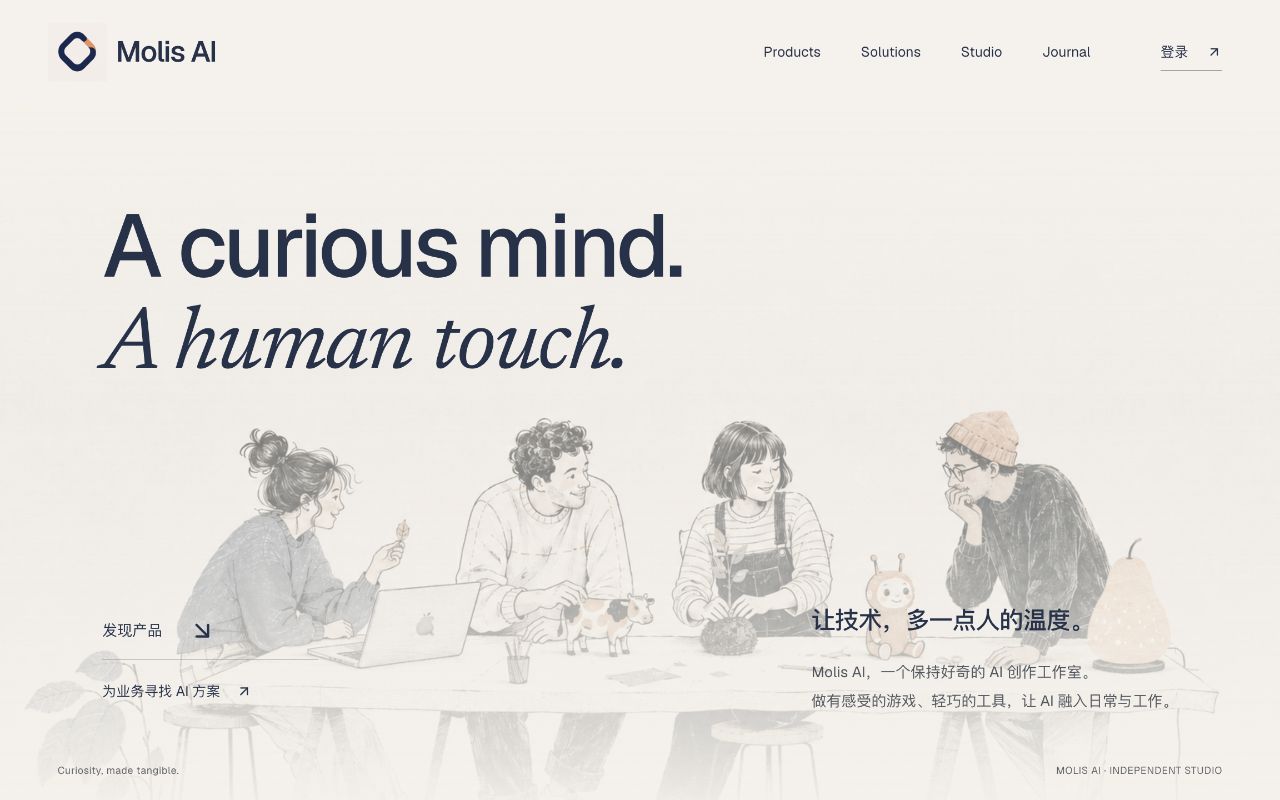 Molis AI
Products
Solutions
Studio
Journal
登录
A curious mind.
A human touch.
发现产品
为业务寻找 AI 方案
让技术，多一点人的温度。
Molis AI，一个保持好奇的 AI 创作工作室。
做有感受的游戏、轻巧的工具，让 AI 融入日常与工作。
Curiosity, made tangible.
MOLIS AI · INDEPENDENT STUDIO